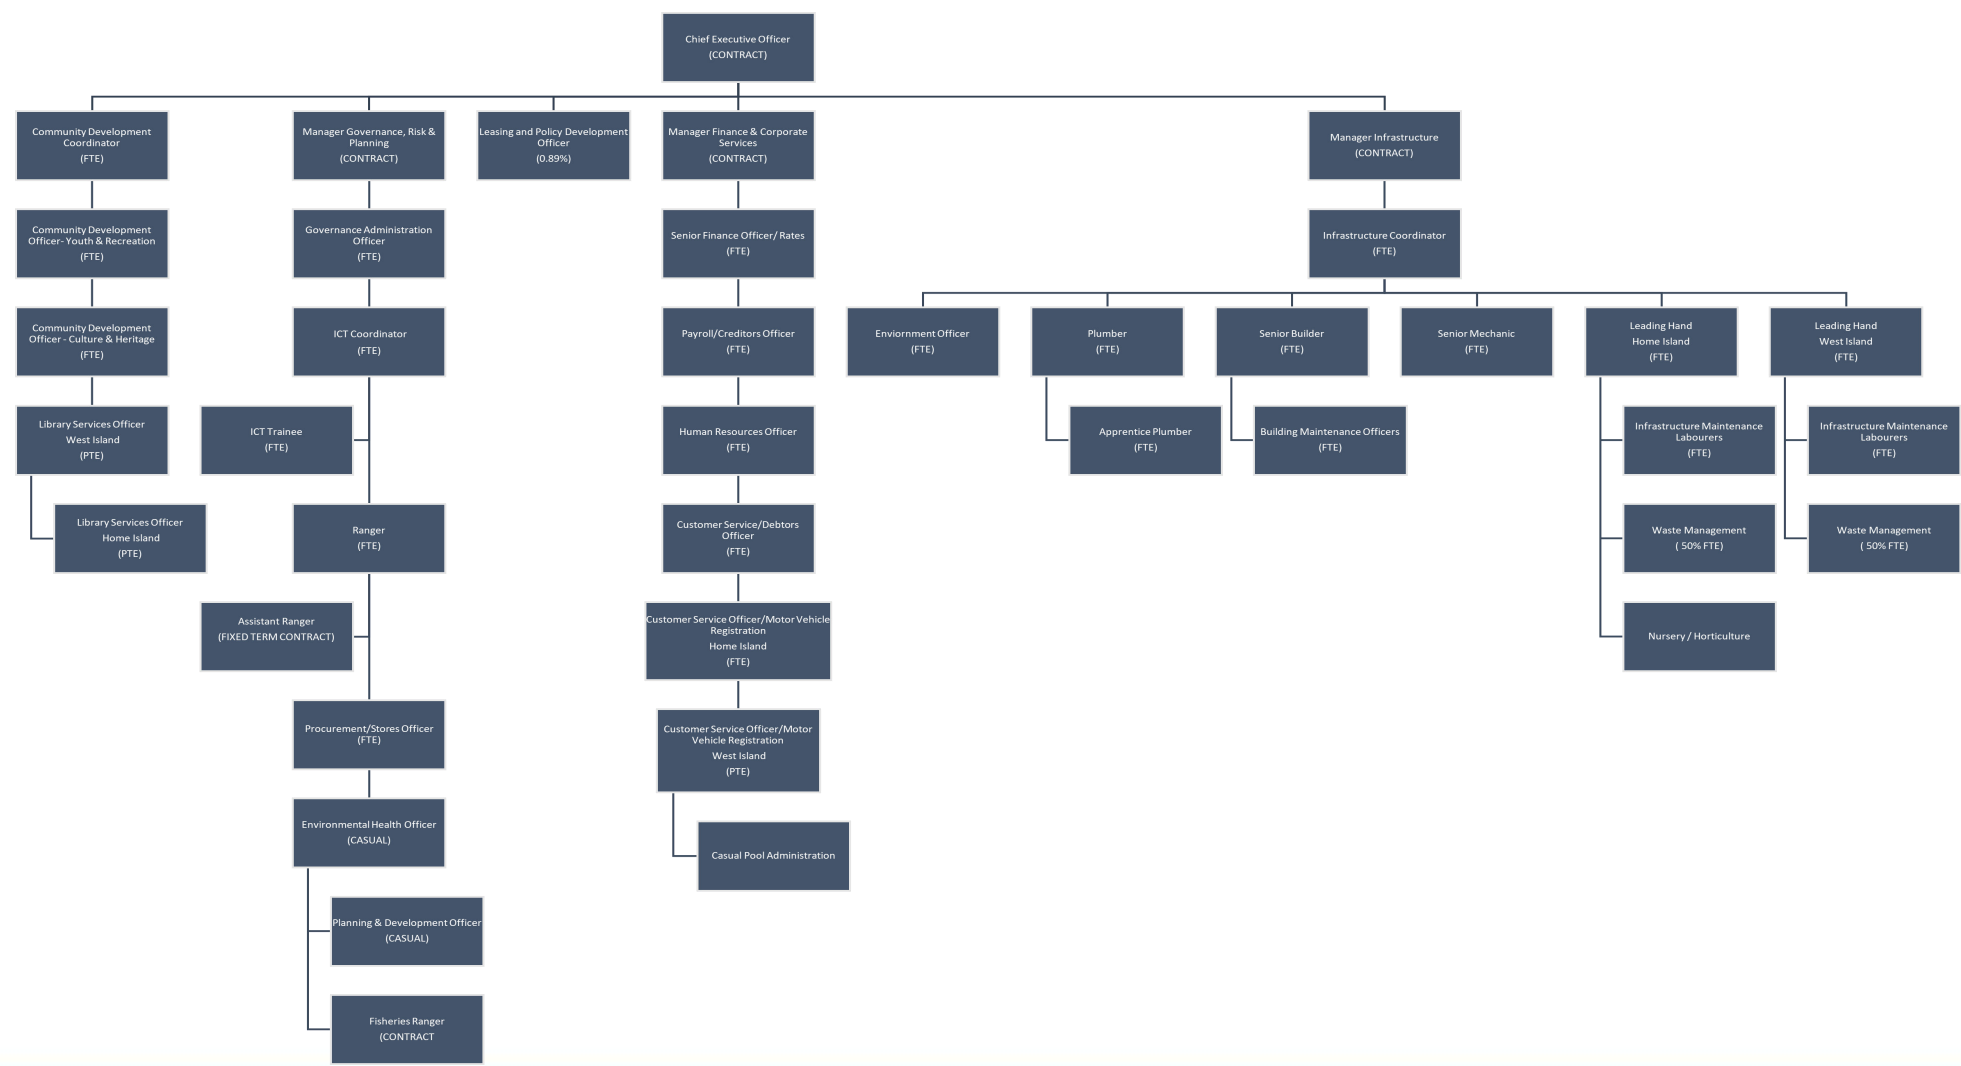 Chief Executive Officer
(CONTRACT)
Community Development
Coordinator
(FTE)
Manager Governance, Risk &
Planning
(CONTRACT)
Leasing and Policy Development
Officer
(0.89%)
Manager Finance & Corporate
Services
(CONTRACT)
Manager Infrastructure
(CONTRACT)
Community Development
Officer- Youth & Recreation
(FTE)
Governance Administration
Officer
(FTE)
Senior Finance Officer/ Rates
(FTE)
Infrastructure Coordinator
(FTE)
Community Development
Officer - Culture & Heritage
(FTE)
ICT Coordinator
(FTE)
Payroll/Creditors Officer
(FTE)
Enviornment Officer
(FTE)
Plumber
(FTE)
Senior Builder
(FTE)
Senior Mechanic
(FTE)
Leading Hand
Home Island
(FTE)
Leading Hand
West Island
(FTE)
Library Services Officer
West Island
(PTE)
ICT Trainee
(FTE)
Human Resources Officer
(FTE)
Apprentice Plumber
(FTE)
Building Maintenance Officers
(FTE)
Infrastructure Maintenance
Labourers
(FTE)
Infrastructure Maintenance
Labourers
(FTE)
Library Services Officer
Home Island
(PTE)
Ranger
(FTE)
Customer Service/Debtors
Officer
(FTE)
Waste Management
( 50% FTE)
Waste Management
( 50% FTE)
Assistant Ranger
(FIXED TERM CONTRACT)
Customer Service Officer/Motor Vehicle
Registration
Home Island
(FTE)
Nursery / Horticulture
Procurement/Stores Officer
(FTE)
Customer Service Officer/Motor
Vehicle Registration
West Island
(PTE)
Environmental Health Officer
(CASUAL)
Casual Pool Administration
Planning & Development Officer
(CASUAL)
Fisheries Ranger
(CONTRACT